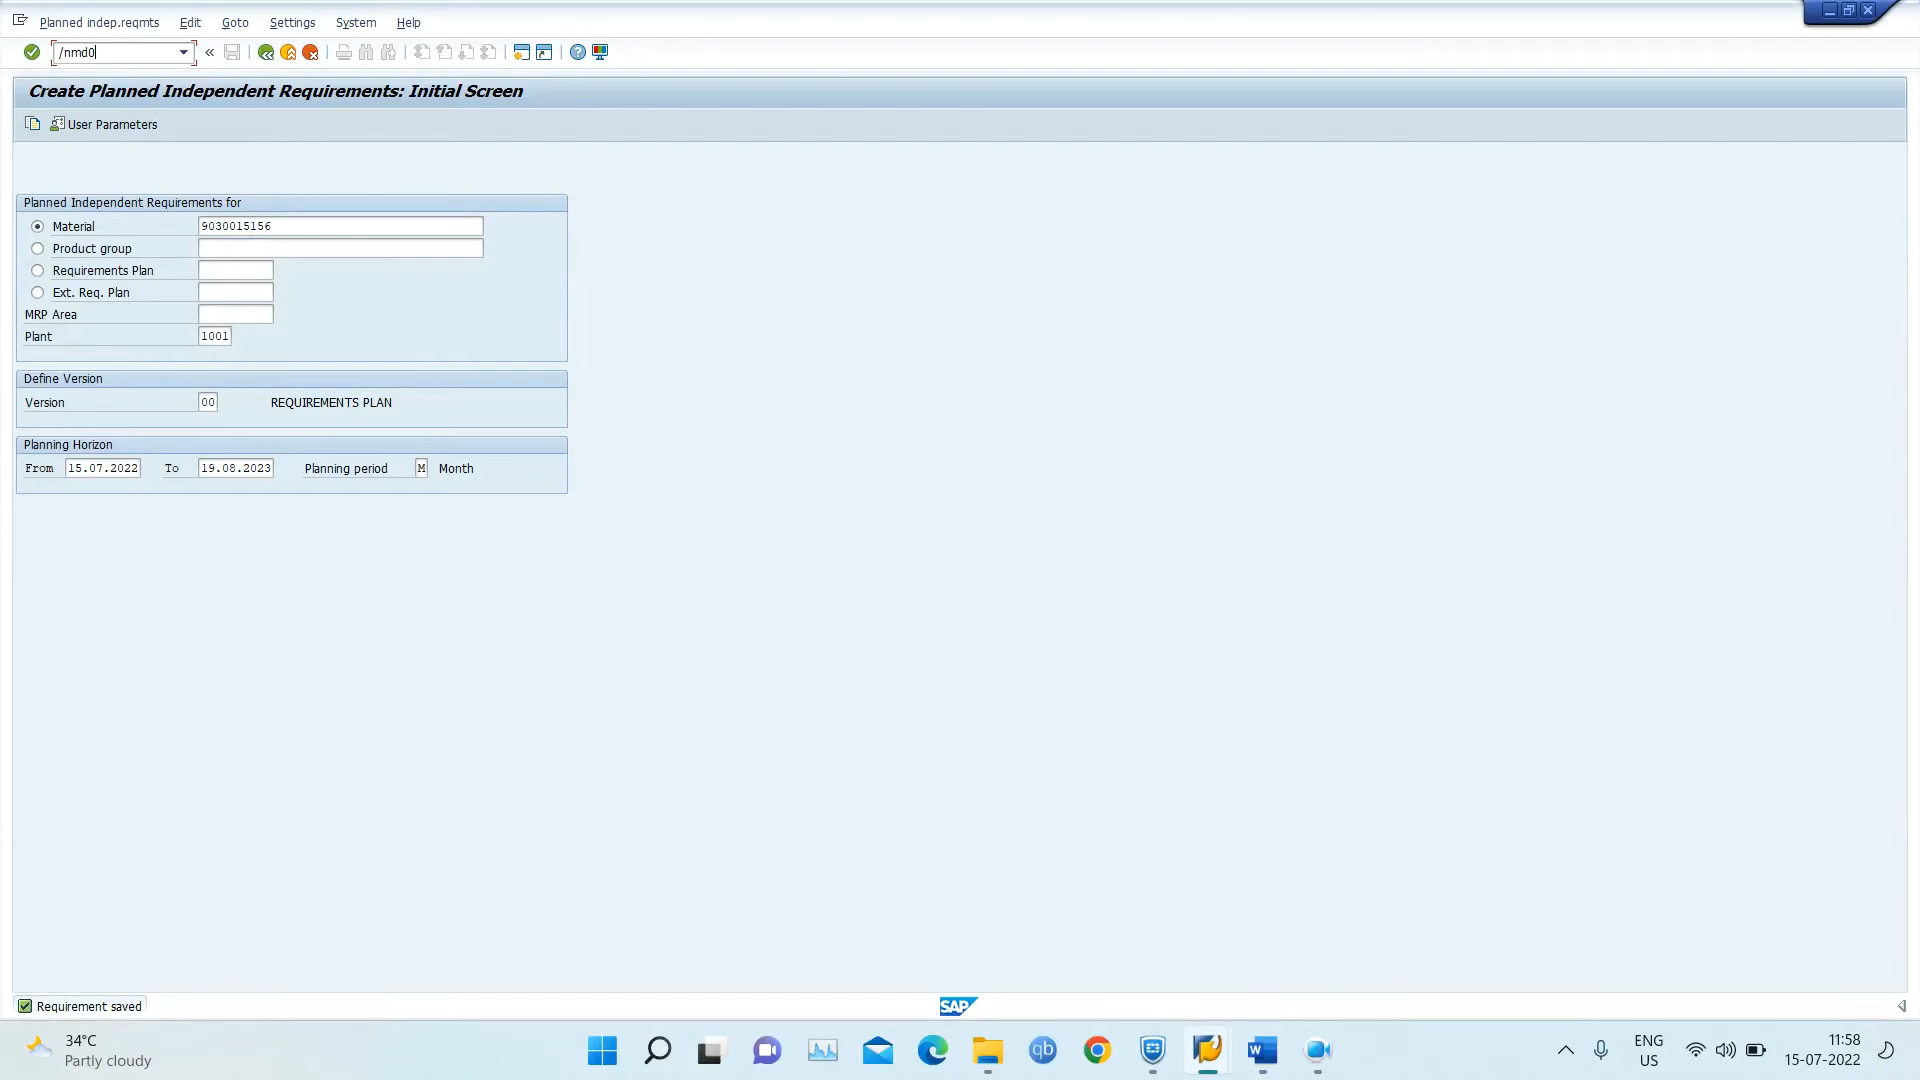 Planned indep.reqmts Edit Goto Settings System Help
/nmd0
Create Planned Independent Requirements: Initial Screen
User Parameters
Planned Independent Requirements for
Material 9030015156
Product group
Requirements Plan
Ext. Req. Plan
MRP Area
Plant 1001
Define Version
Version 00 REQUIREMENTS PLAN
Planning Horizon
From 15.07.2022 To 19.08.2023 Planning period M Month
Requirement saved
SAP
34°C
Partly cloudy
qb
W
ENG
US
11:58
15-07-2022